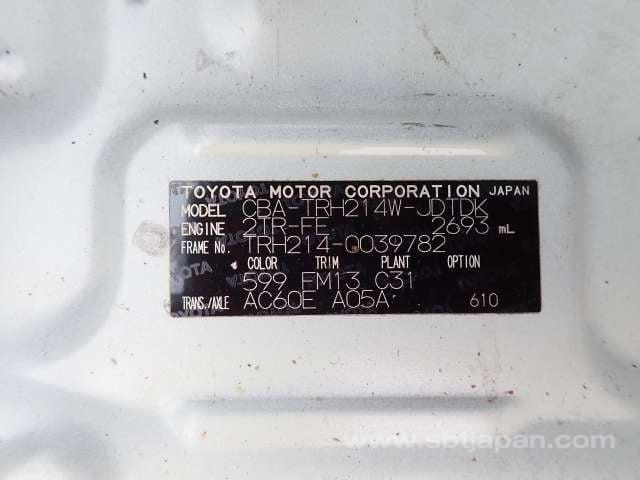 TOYOTA MOTOR CORPORATION JAPAN
MODEL CBA-TRH214W-JDTDK
ENGINE 2TR-FE 2693 mL
FRAME No. TRH214-0039782
COLOR TRIM PLANT OPTION
599 FM13 C31
TRANS./AXLE AC60E A05A 610
www.sbtjapan.com